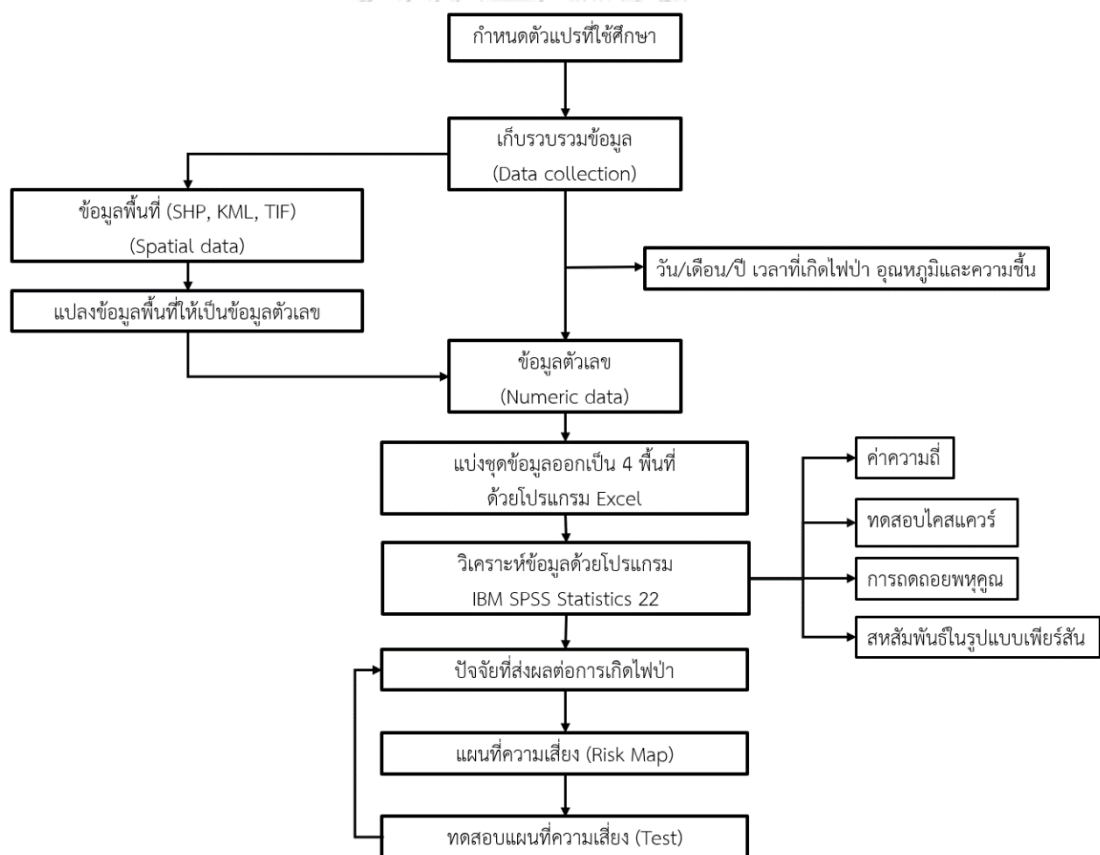 กำหนดตัวแปรที่ใช้ศึกษา
เก็บรวบรวมข้อมูล
(Data collection)
ข้อมูลพื้นที่ (SHP, KML, TIF)
(Spatial data)
วัน/เดือน/ปี เวลาที่เกิดไฟป่า อุณหภูมิและความชื้น
แปลงข้อมูลพื้นที่ให้เป็นข้อมูลตัวเลข
ข้อมูลตัวเลข
(Numeric data)
แบ่งชุดข้อมูลออกเป็น 4 พื้นที่
ด้วยโปรแกรม Excel
ค่าความถี่
ทดสอบไคสแควร์
วิเคราะห์ข้อมูลด้วยโปรแกรม
IBM SPSS Statistics 22
การถดถอยพหุคูณ
สหสัมพันธ์ในรูปแบบเพียร์สัน
ปัจจัยที่ส่งผลต่อการเกิดไฟป่า
แผนที่ความเสี่ยง (Risk Map)
ทดสอบแผนที่ความเสี่ยง (Test)